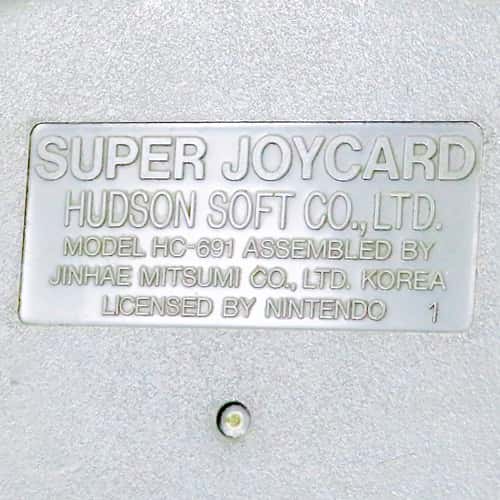 SUPER JOYCARD
HUDSON SOFT CO., LTD.
MODEL HC-691 ASSEMBLED BY
JINHAE MITSUMI CO., LTD. KOREA
LICENSED BY NINTENDO 1